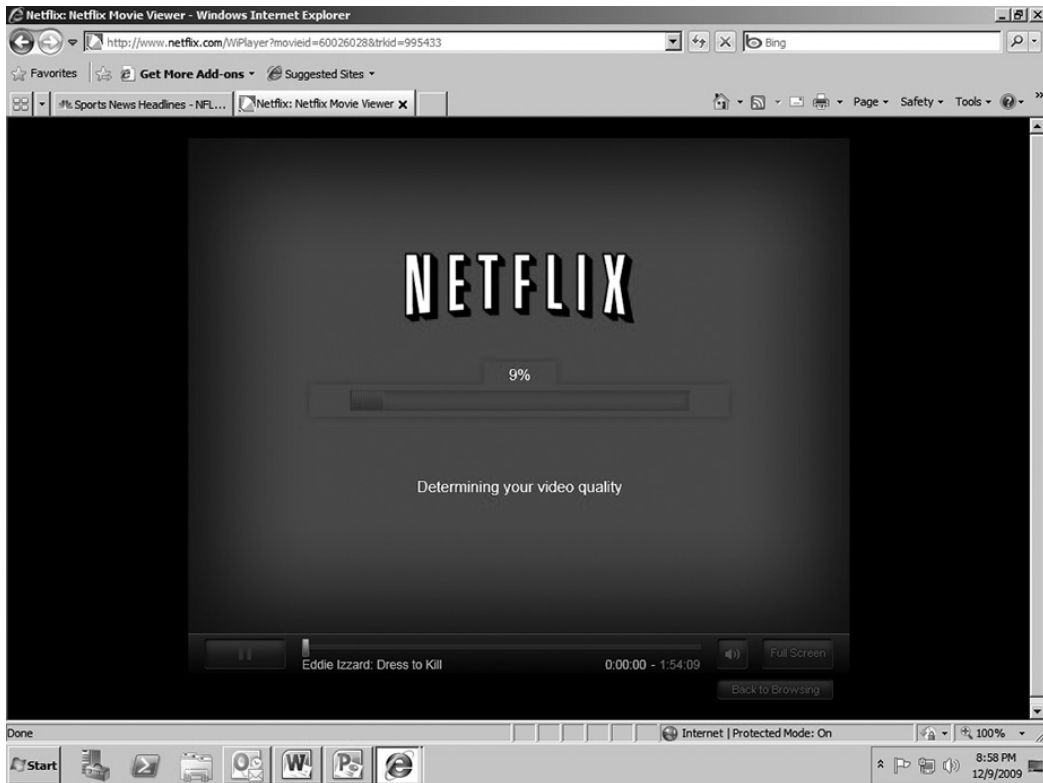 Netflix: Netflix Movie Viewer - Windows Internet Explorer
http://www.netflix.com/WiPlayer?movieid=60026028&trkid=995433
Bing
Favorites
Get More Add-ons
Suggested Sites
Sports News Headlines - NFL...
Netflix: Netflix Movie Viewer
Page
Safety
Tools
NETFLIX
9%
Determining your video quality
Eddie Izzard: Dress to Kill
0:00:00 - 1:54:09
Full Screen
Back to Browsing
Done
Internet | Protected Mode: On
100%
Start
8:58 PM
12/9/2009